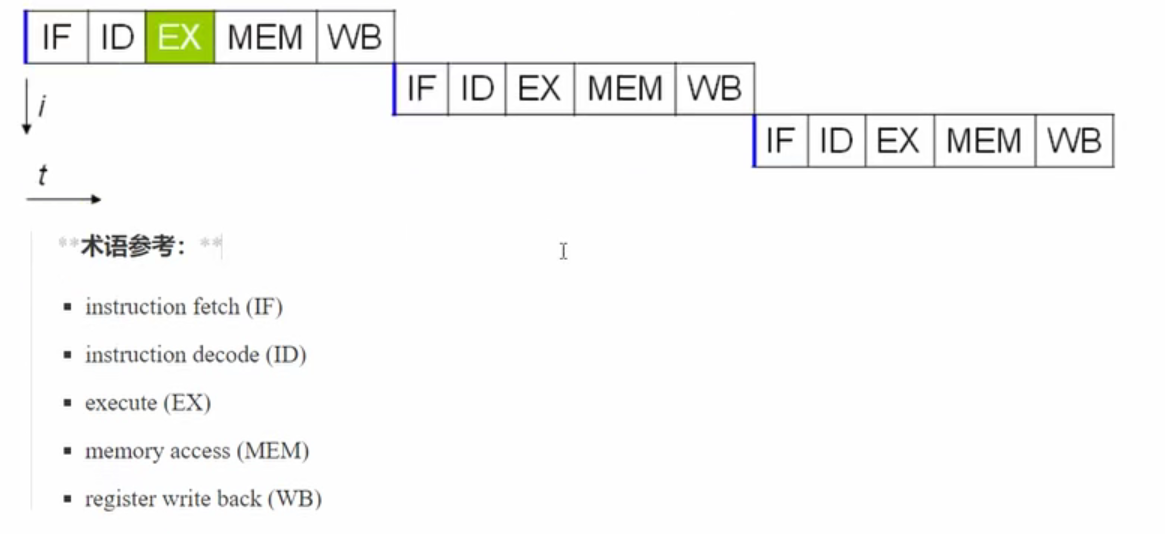 IF ID EX MEM WB
IF ID EX MEM WB
i
IF ID EX MEM WB
t
**术语参考：**
▪ instruction fetch (IF)
▪ instruction decode (ID)
▪ execute (EX)
▪ memory access (MEM)
▪ register write back (WB)